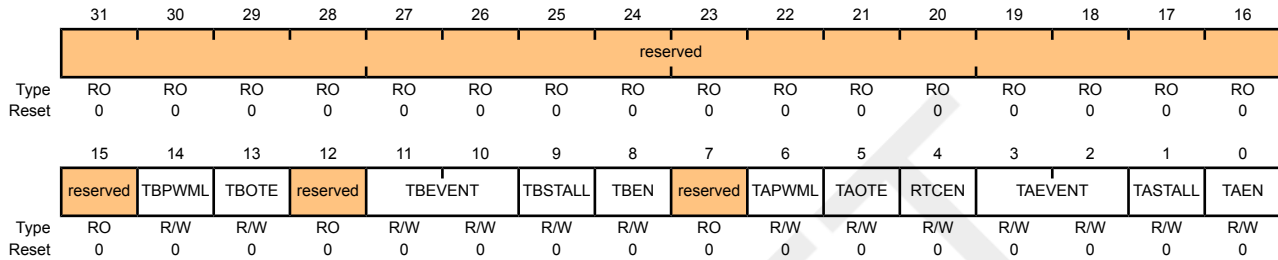 31 30 29 28 27 26 25 24 23 22 21 20 19 18 17 16
reserved
Type RO RO RO RO RO RO RO RO RO RO RO RO RO RO RO RO
Reset 0 0 0 0 0 0 0 0 0 0 0 0 0 0 0 0
15 14 13 12 11 10 9 8 7 6 5 4 3 2 1 0
reserved TBPWML TBOTE reserved TBEVENT TBSTALL TBEN reserved TAPWML TAOTE RTCEN TAEVENT TASTALL TAEN
Type RO R/W R/W RO R/W R/W R/W R/W RO R/W R/W R/W R/W R/W R/W R/W
Reset 0 0 0 0 0 0 0 0 0 0 0 0 0 0 0 0